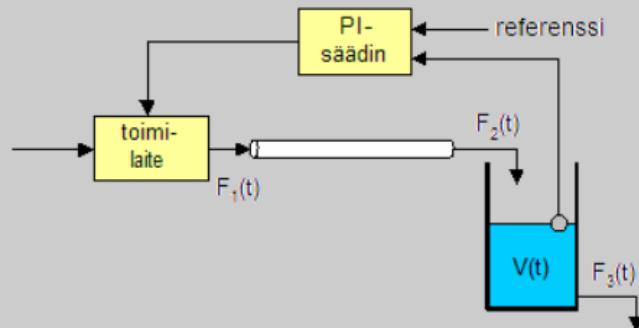 PI-
säädin
referenssi
toimi-
laite
F₁(t)
F₂(t)
V(t)
F₃(t)